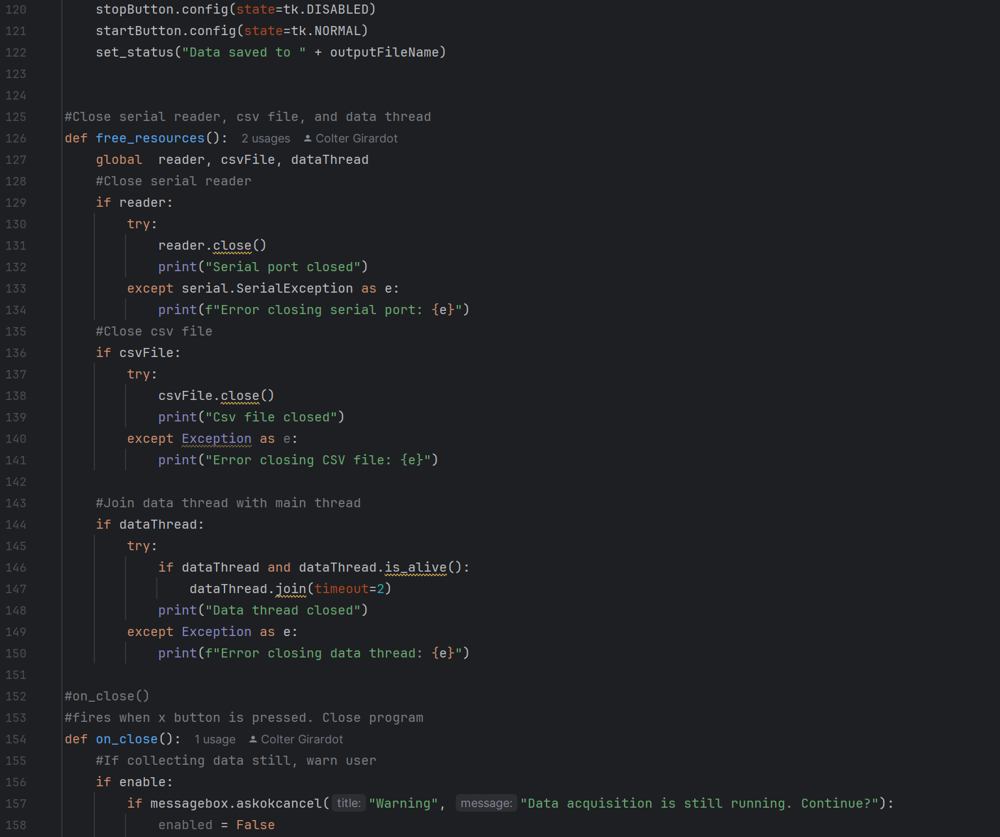 120 stopButton.config(state=tk.DISABLED)
121 startButton.config(state=tk.NORMAL)
122 set_status("Data saved to " + outputFileName)
123
124
125 #Close serial reader, csv file, and data thread
126 def free_resources(): 2 usages Colter Girardot
127 global  reader, csvFile, dataThread
128 #Close serial reader
129 if reader:
130 try:
131 reader.close()
132 print("Serial port closed")
133 except serial.SerialException as e:
134 print(f"Error closing serial port: {e}")
135 #Close csv file
136 if csvFile:
137 try:
138 csvFile.close()
139 print("Csv file closed")
140 except Exception as e:
141 print("Error closing CSV file: {e}")
142
143 #Join data thread with main thread
144 if dataThread:
145 try:
146 if dataThread and dataThread.is_alive():
147 dataThread.join(timeout=2)
148 print("Data thread closed")
149 except Exception as e:
150 print(f"Error closing data thread: {e}")
151
152 #on_close()
153 #fires when x button is pressed. Close program
154 def on_close(): 1 usage Colter Girardot
155 #If collecting data still, warn user
156 if enable:
157 if messagebox.askokcancel( title: "Warning", message: "Data acquisition is still running. Continue?"):
158 enabled = False